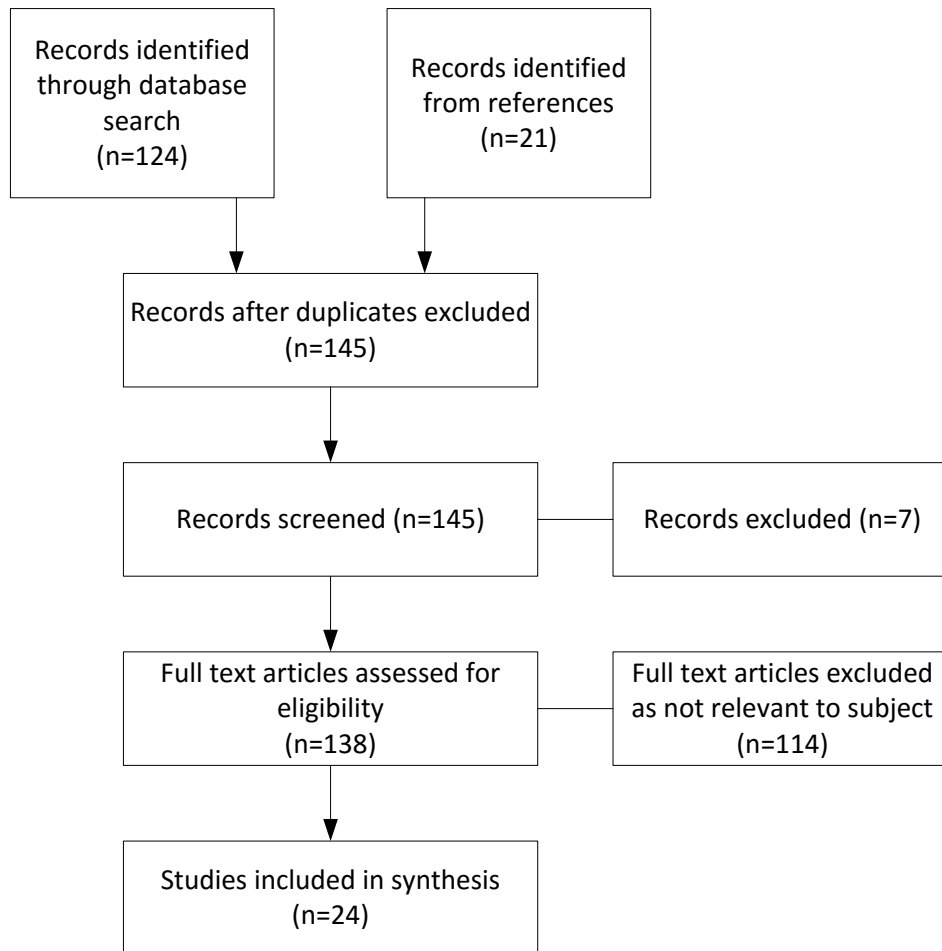 Records identified
through database
search
(n=124)
Records identified
from references
(n=21)
Records after duplicates excluded
(n=145)
Records screened (n=145)
Records excluded (n=7)
Full text articles assessed for
eligibility
(n=138)
Full text articles excluded
as not relevant to subject
(n=114)
Studies included in synthesis
(n=24)